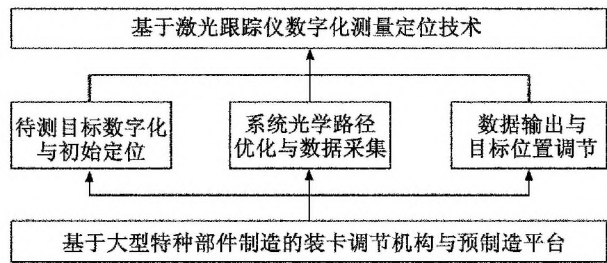 基于激光跟踪仪数字化测量定位技术
待测目标数字化
与初始定位
系统光学路径
优化与数据采集
数据输出与
目标位置调节
基于大型特种部件制造的装卡调节机构与预制造平台